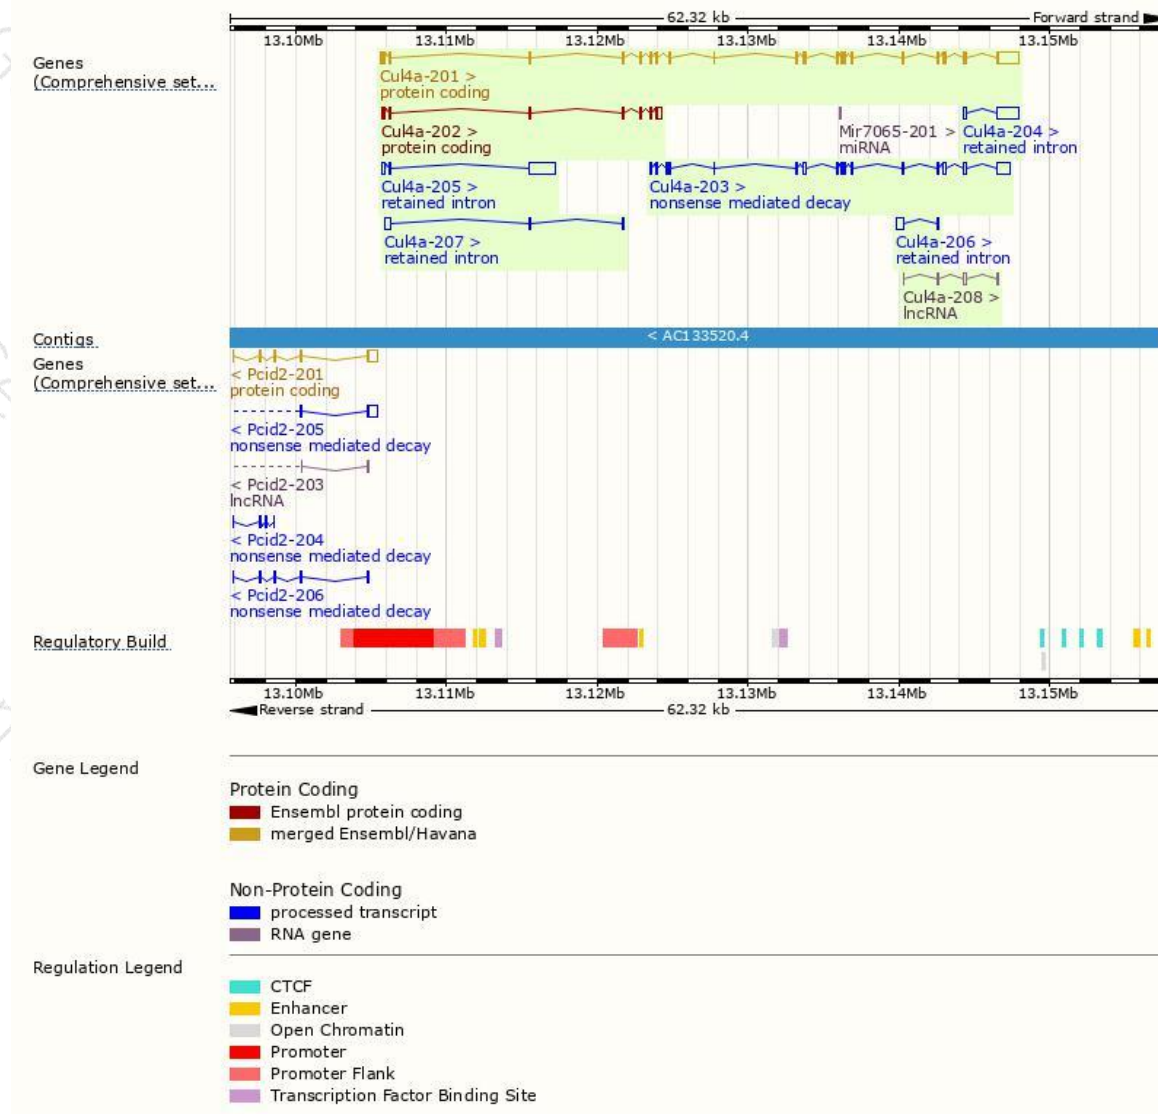 62.32 kb
Forward strand
13.10Mb 13.11Mb 13.12Mb 13.13Mb 13.14Mb 13.15Mb
Genes
(Comprehensive set...
Cul4a-201 >
protein coding
Cul4a-202 >
protein coding
Mir7065-201 >
miRNA
Cul4a-204 >
retained intron
Cul4a-205 >
retained intron
Cul4a-203 >
nonsense mediated decay
Cul4a-207 >
retained intron
Cul4a-206 >
retained intron
Cul4a-208 >
lncRNA
Contigs
< AC133520.4
Genes
(Comprehensive set...
< Pcid2-201
protein coding
< Pcid2-205
nonsense mediated decay
< Pcid2-203
lncRNA
< Pcid2-204
nonsense mediated decay
< Pcid2-206
nonsense mediated decay
Regulatory Build
13.10Mb 13.11Mb 13.12Mb 13.13Mb 13.14Mb 13.15Mb
Reverse strand
62.32 kb
Gene Legend
Protein Coding
Ensembl protein coding
merged Ensembl/Havana
Non-Protein Coding
processed transcript
RNA gene
Regulation Legend
CTCF
Enhancer
Open Chromatin
Promoter
Promoter Flank
Transcription Factor Binding Site